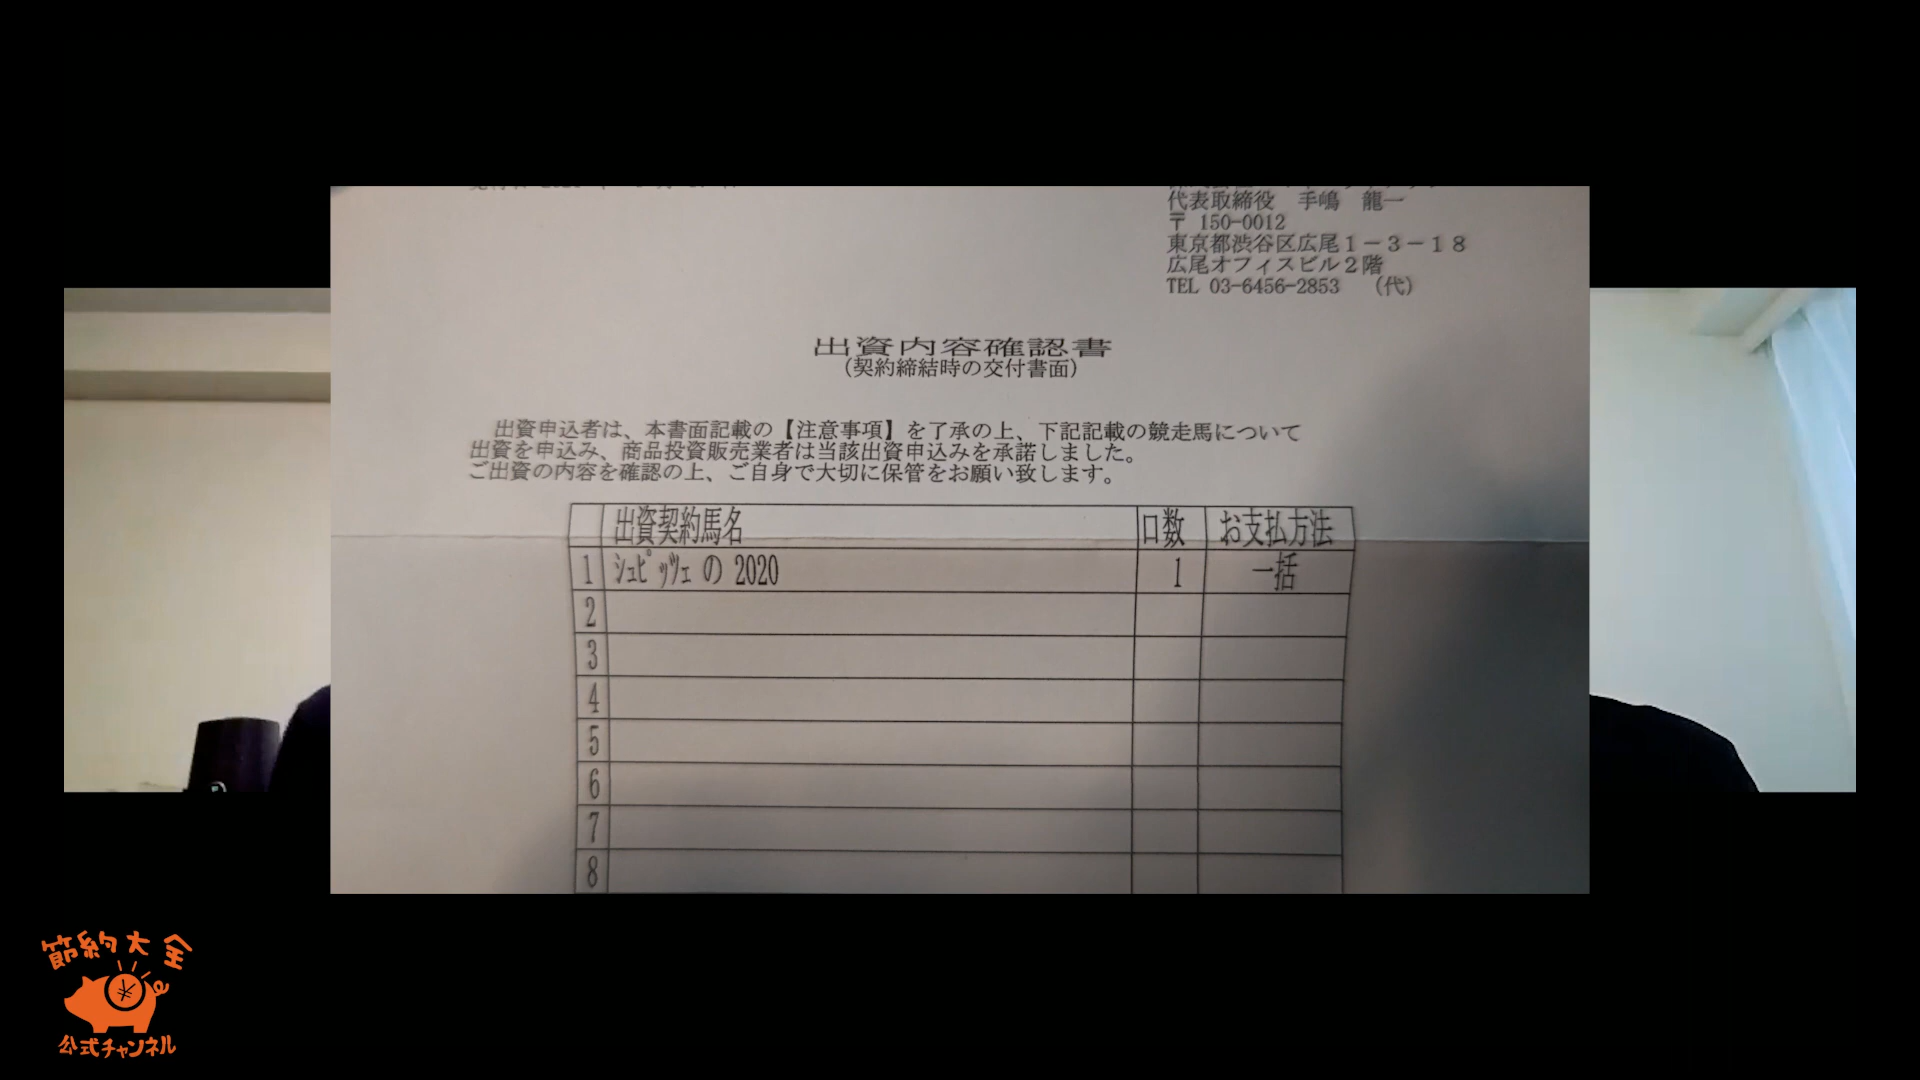 代表取締役 手嶋 龍一
〒 150-0012
東京都渋谷区広尾1-3-18
広尾オフィスビル2階
TEL 03-6456-2853 (代)
出資内容確認書
(契約締結時の交付書面)
出資申込者は、本書面記載の【注意事項】を了承の上、下記記載の競走馬について
出資を申込み、商品投資販売業者は当該出資申込みを承諾しました。
ご出資の内容を確認の上、ご自身で大切に保管をお願い致します。
出資契約馬名 口数 お支払方法
1 ｼｭﾋﾟｯﾂｪ の 2020 1 一括
2
3
4
5
6
7
8
節約大全
公式チャンネル